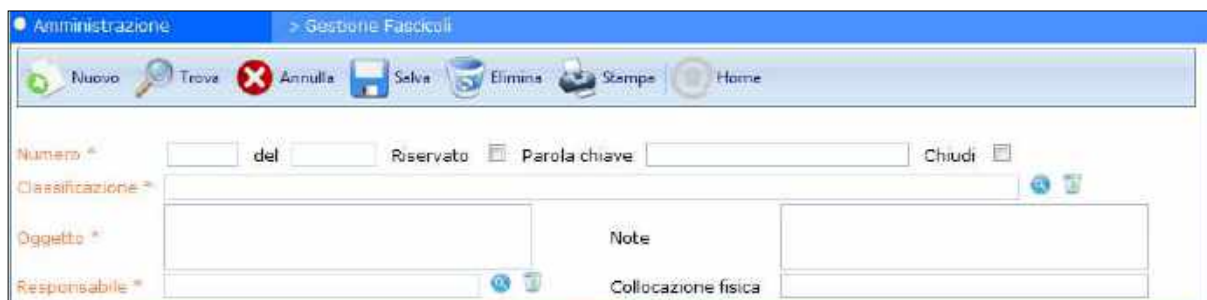 Amministrazione > Gestione Fascicoli
Nuovo Trova Annulla Salva Elimina Stampa Home
Numero * del Riservato Parola chiave Chiudi
Classificazione *
Oggetto * Note
Responsabile * Collocazione fisica